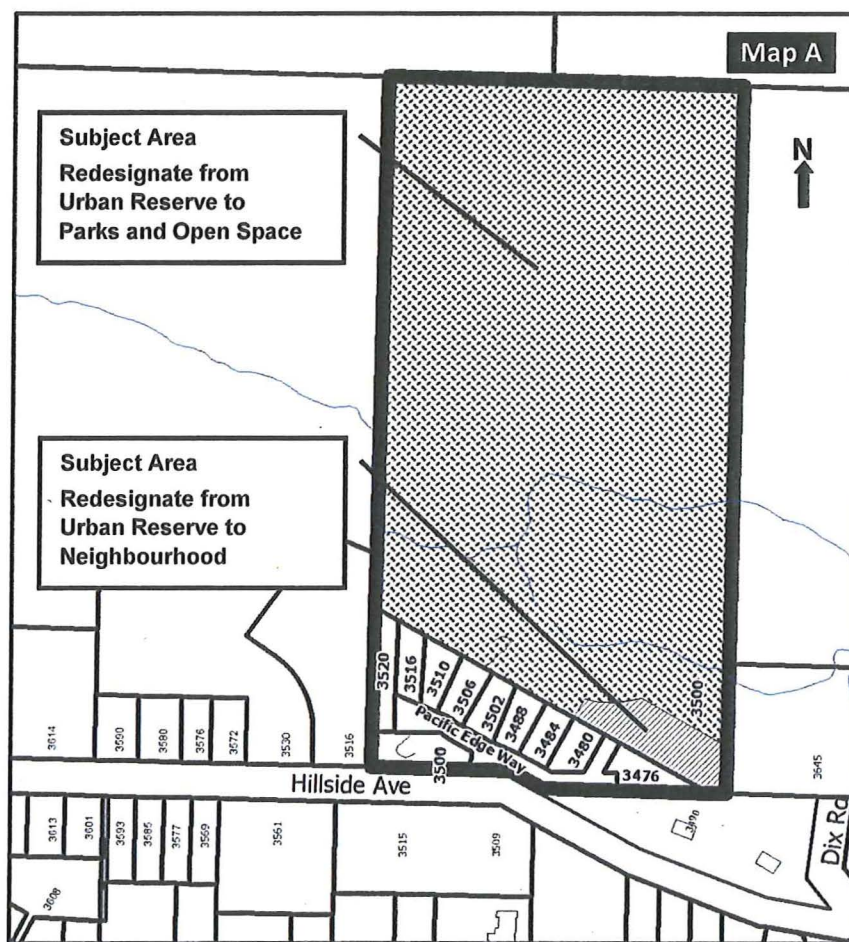 Map A
N
Subject Area
Redesignate from
Urban Reserve to
Parks and Open Space
Subject Area
Redesignate from
Urban Reserve to
Neighbourhood
3520
3516
3510
3506
3502
3488
3484
3480
3476
3500
Pacific Edge Way
3500
3614
3590
3580
3576
3572
3530
3516
3645
Hillside Ave
3613
3601
3593
3585
3577
3569
3561
3515
3509
3490
Dix Rd
3608